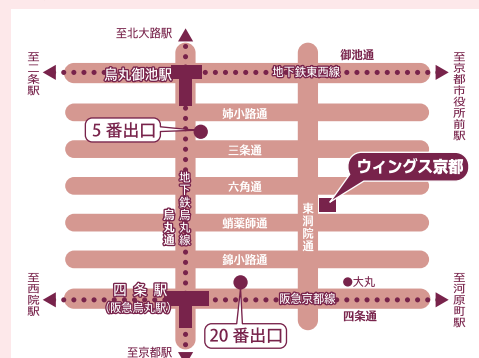 至北大路駅
御池通
至二条駅
烏丸御池駅
地下鉄東西線
至京都市役所前駅
姉小路通
5番出口
三条通
ウィングス京都
六角通
地下鉄烏丸線
烏丸通
東洞院通
蛸薬師通
錦小路通
至西院駅
四条駅
(阪急烏丸駅)
大丸
阪急京都線
至河原町駅
四条通
20番出口
至京都駅